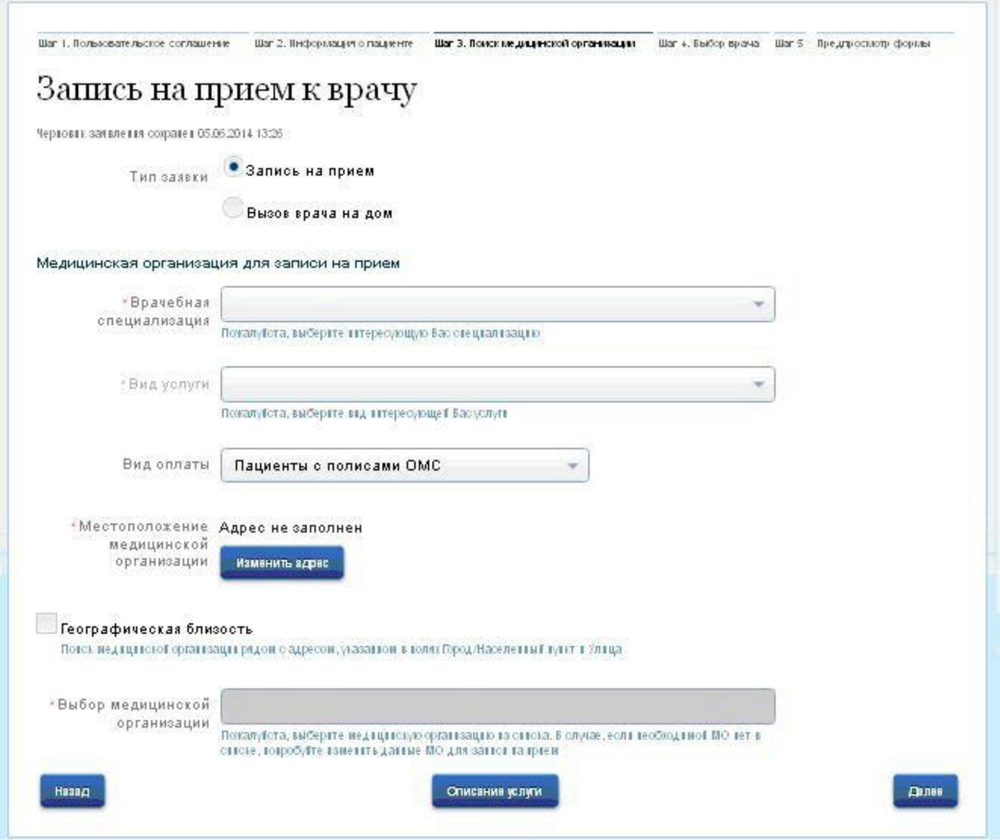 Шаг 1. Пользовательское соглашение Шаг 2. Информация о пациенте Шаг 3. Поиск медицинской организации Шаг 4. Выбор врача Шаг 5 Предпросмотр формы
Запись на прием к врачу
Черновик заявления сохранен 05.06.2014 13:26
Тип заявки
Запись на прием
Вызов врача на дом
Медицинская организация для записи на прием
*Врачебная
специализация
Пожалуйста, выберите интересующую Вас специализацию
*Вид услуги
Пожалуйста, выберите вид интересующей Вас услуги
Вид оплаты
Пациенты с полисами ОМС
*Местоположение
медицинской
организации
Адрес не заполнен
Изменить адрес
Географическая близость
Поиск медицинской организации рядом с адресом, указанном в полях Город/Населенный пункт и Улица
*Выбор медицинской
организации
Пожалуйста, выберите медицинскую организацию из списка. В случае, если необходимой МО нет в
списке, попробуйте изменить данные МО для записи на прием
Назад
Описание услуги
Далее